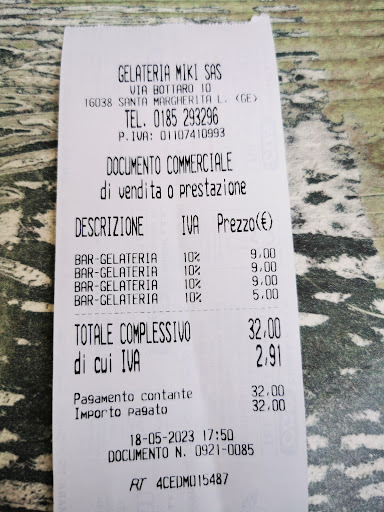 GELATERIA MIKI SAS
VIA BOTTARO 10
16038 SANTA MARGHERITA L. (GE)
TEL. 0185 293296
P.IVA: 01107410993
DOCUMENTO COMMERCIALE
di vendita o prestazione
DESCRIZIONE IVA Prezzo(€)
BAR-GELATERIA 10% 9,00
BAR-GELATERIA 10% 9,00
BAR-GELATERIA 10% 9,00
BAR-GELATERIA 10% 5,00
TOTALE COMPLESSIVO 32,00
di cui IVA 2,91
Pagamento contante 32,00
Importo pagato 32,00
18-05-2023 17:50
DOCUMENTO N. 0921-0085
RT 4CEDM015487